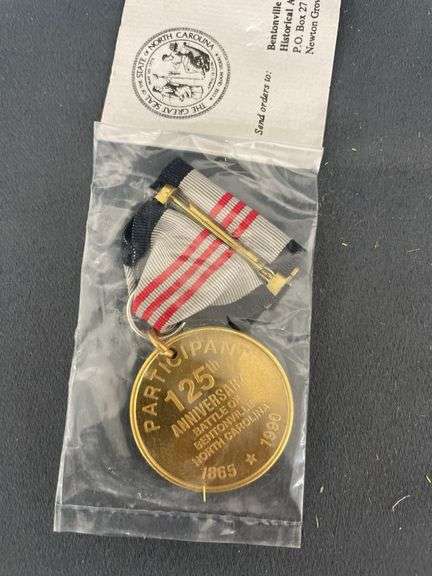 THE GREAT SEAL OF THE STATE OF NORTH CAROLINA
Send orders to:
Bentonville
Historical A
P.O. Box 27
Newton Grov
PARTICIPANT
125th
ANNIVERSARY
BATTLE OF
BENTONVILLE
NORTH CAROLINA
1865 ★ 1990